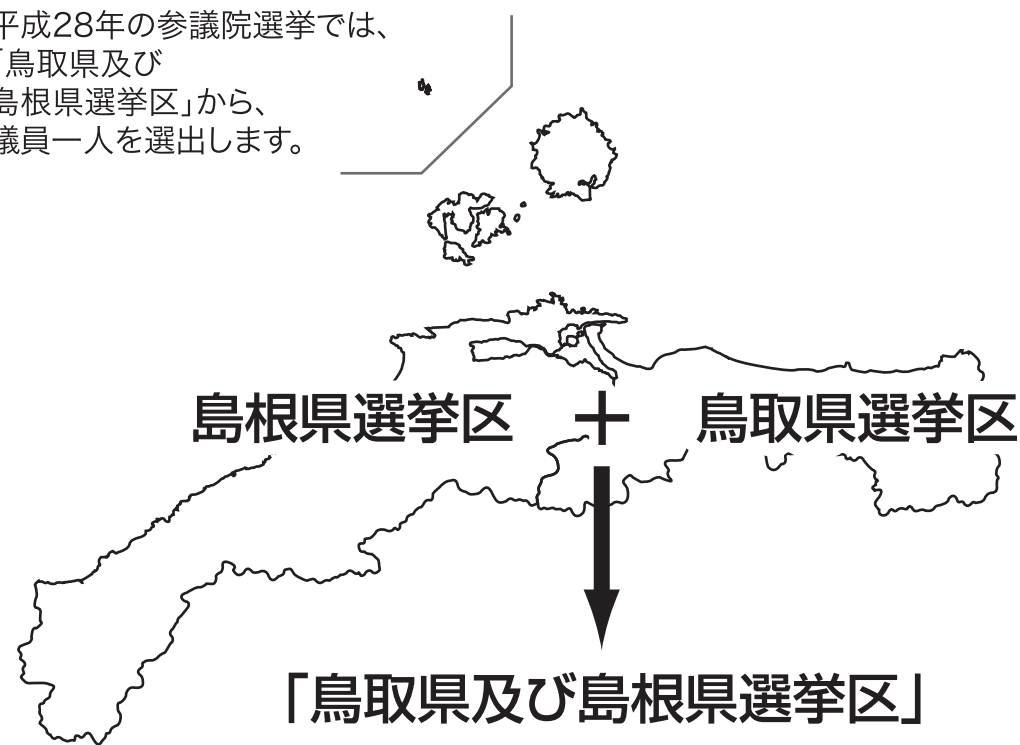 平成28年の参議院選挙では、
「鳥取県及び
島根県選挙区」から、
議員一人を選出します。
島根県選挙区 + 鳥取県選挙区
「鳥取県及び島根県選挙区」